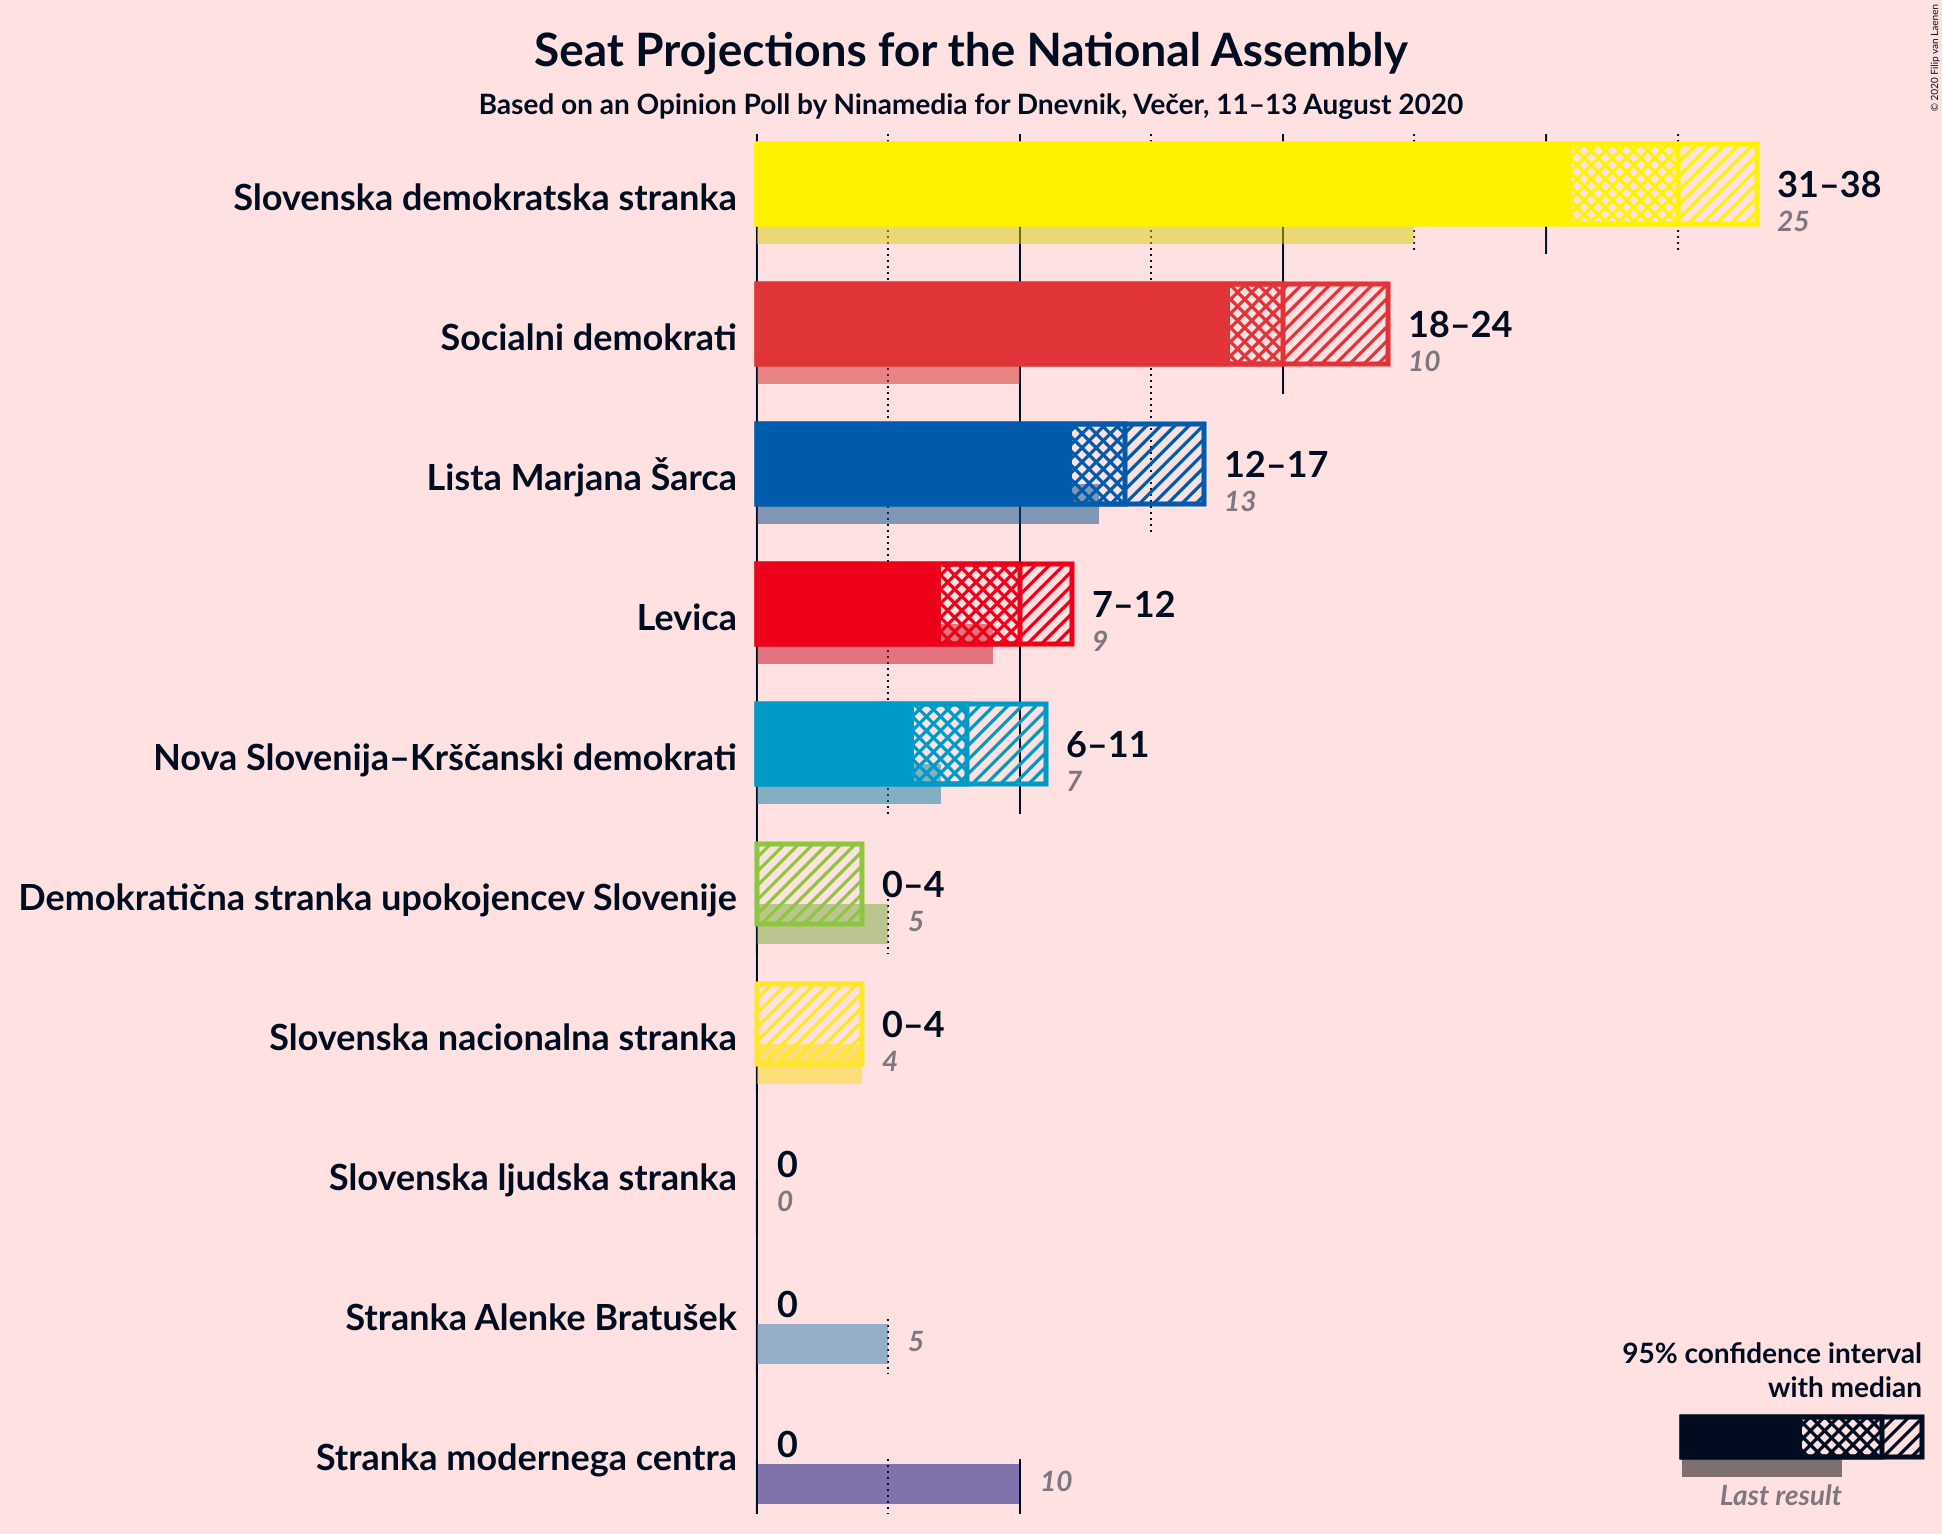 Seat Projections for the National Assembly
Based on an Opinion Poll by Ninamedia for Dnevnik, Večer, 11–13 August 2020
© 2020 Filip van Laenen
Slovenska demokratska stranka
31–38
25
Socialni demokrati
18–24
10
Lista Marjana Šarca
12–17
13
Levica
7–12
9
Nova Slovenija–Krščanski demokrati
6–11
7
Demokratična stranka upokojencev Slovenije
0–4
5
Slovenska nacionalna stranka
0–4
4
Slovenska ljudska stranka
0
0
Stranka Alenke Bratušek
0
5
Stranka modernega centra
0
10
95% confidence interval
with median
Last result